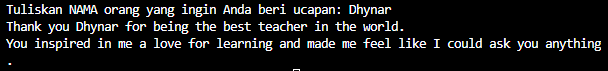 Tuliskan NAMA orang yang ingin Anda beri ucapan: Dhynar
Thank you Dhynar for being the best teacher in the world.
You inspired in me a love for learning and made me feel like I could ask you anything
.